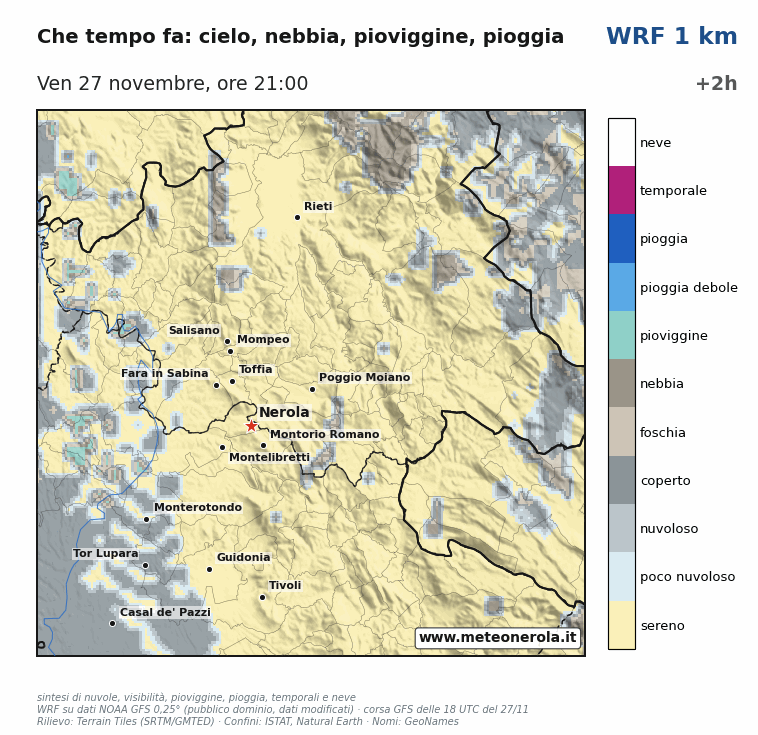 Che tempo fa: cielo, nebbia, pioviggine, pioggia
WRF 1 km
Ven 27 novembre, ore 21:00
+2h
neve
temporale
pioggia
pioggia debole
pioviggine
nebbia
foschia
coperto
nuvoloso
poco nuvoloso
sereno
Rieti
Salisano
Mompeo
Fara in Sabina
Toffia
Poggio Moiano
Nerola
Montorio Romano
Montelibretti
Monterotondo
Tor Lupara
Guidonia
Tivoli
Casal de' Pazzi
www.meteonerola.it
sintesi di nuvole, visibilità, pioviggine, pioggia, temporali e neve
WRF su dati NOAA GFS 0,25° (pubblico dominio, dati modificati) · corsa GFS delle 18 UTC del 27/11
Rilievo: Terrain Tiles (SRTM/GMTED) · Confini: ISTAT, Natural Earth · Nomi: GeoNames